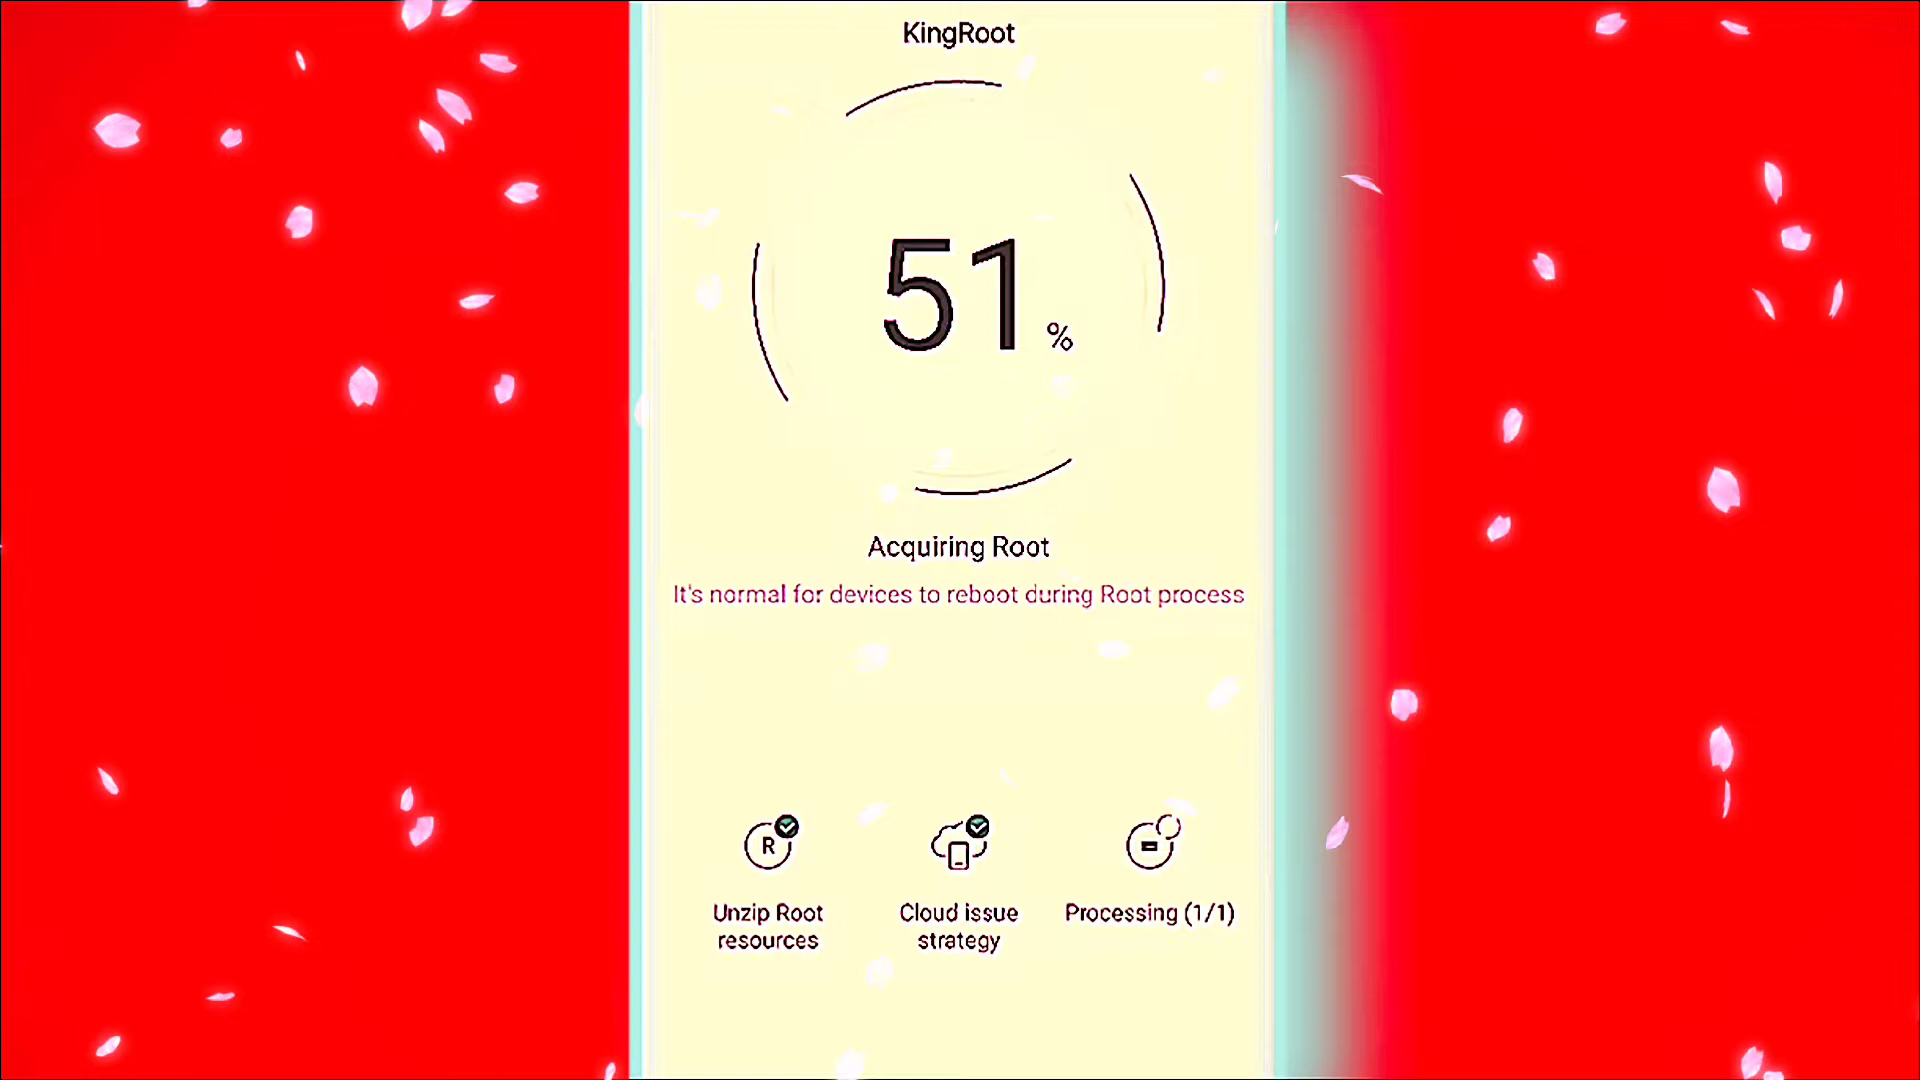 KingRoot
51 %
Acquiring Root
It's normal for devices to reboot during Root process
R
Unzip Root
resources
Cloud issue
strategy
Processing (1/1)